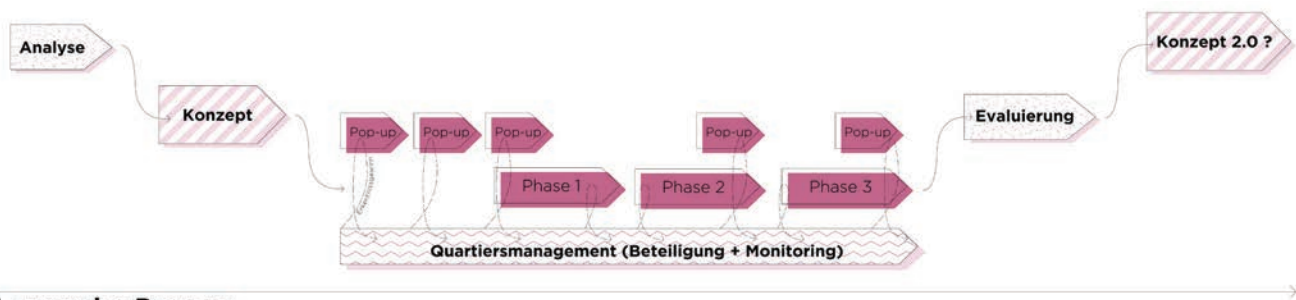 Analyse
Konzept
Pop-up
Pop-up
Pop-up
Pop-up
Pop-up
Phase 1
Phase 2
Phase 3
Erkenntnisgewinn
Quartiersmanagement (Beteiligung + Monitoring)
Evaluierung
Konzept 2.0 ?